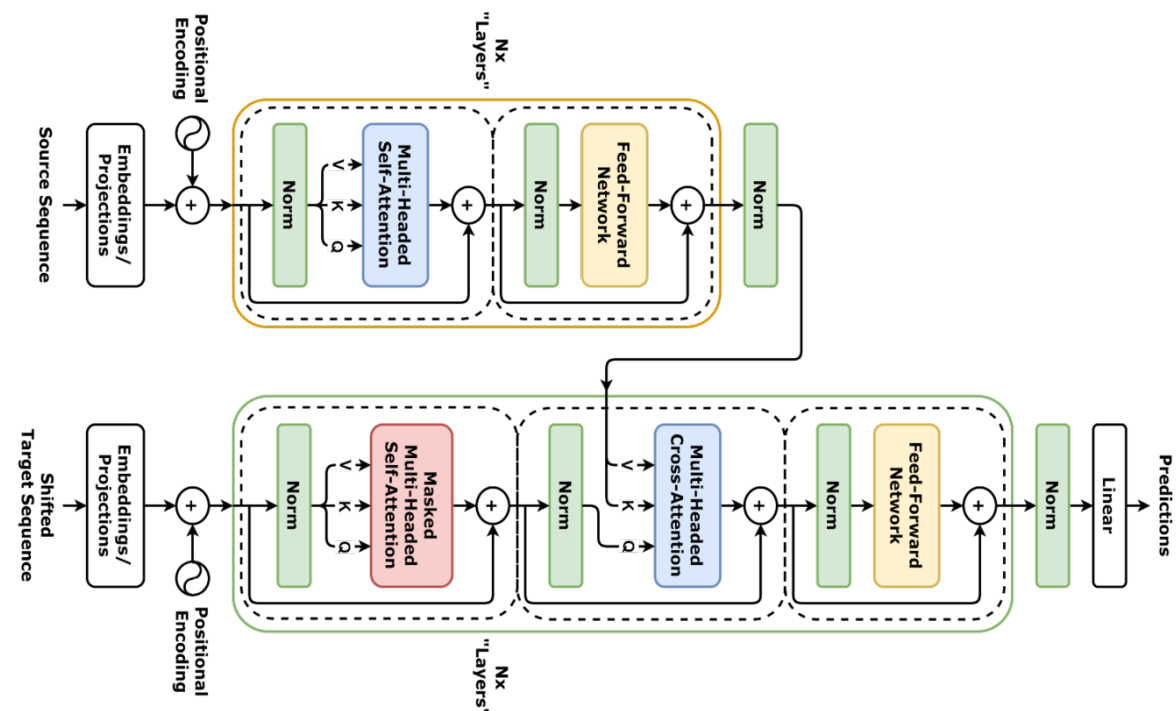 Source Sequence
Embeddings/
Projections
Positional
Encoding
+
Nx
"Layers"
Norm
V
K
Q
Multi-Headed
Self-Attention
+
Norm
Feed-Forward
Network
+
Norm
Shifted
Target Sequence
Embeddings/
Projections
+
Positional
Encoding
Nx
"Layers"
Norm
V
K
Q
Masked
Multi-Headed
Self-Attention
+
Norm
V
K
Q
Multi-Headed
Cross-Attention
+
Norm
Feed-Forward
Network
+
Norm
Linear
Predictions